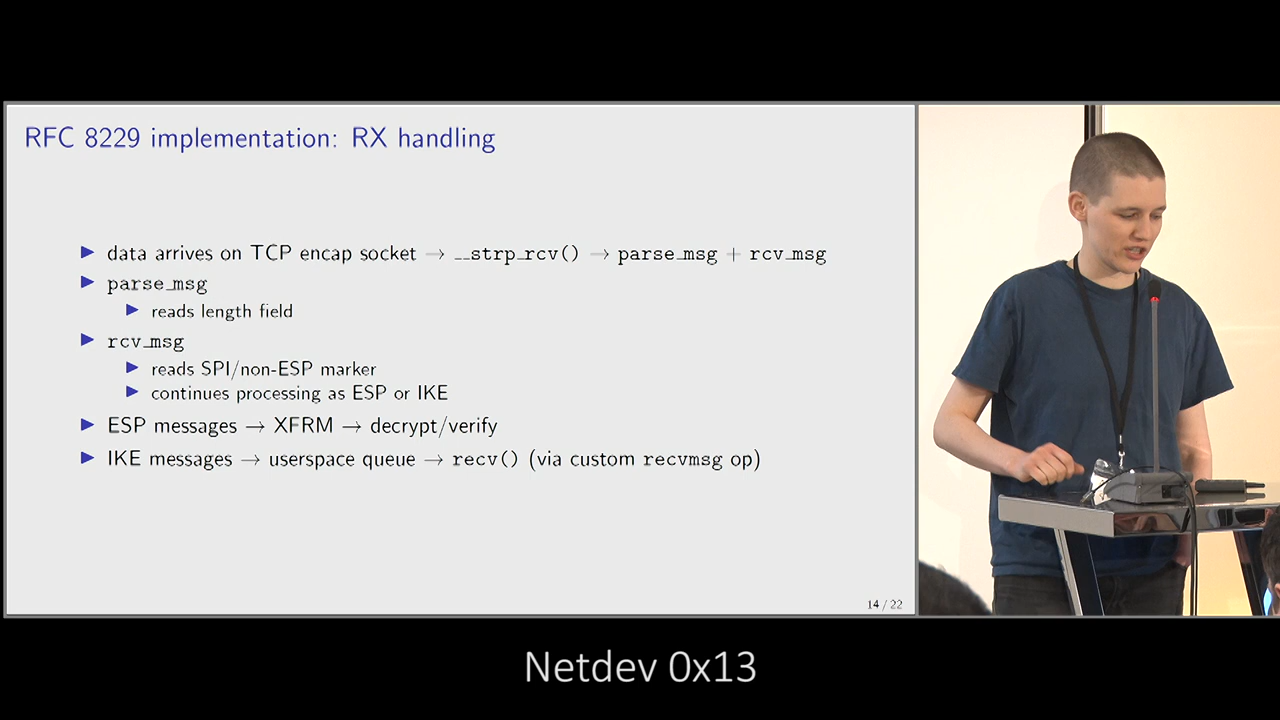 RFC 8229 implementation: RX handling
data arrives on TCP encap socket → __strp_rcv() → parse_msg + rcv_msg
parse_msg
reads length field
rcv_msg
reads SPI/non-ESP marker
continues processing as ESP or IKE
ESP messages → XFRM → decrypt/verify
IKE messages → userspace queue → recv() (via custom recvmsg op)
14 / 22
Netdev 0x13